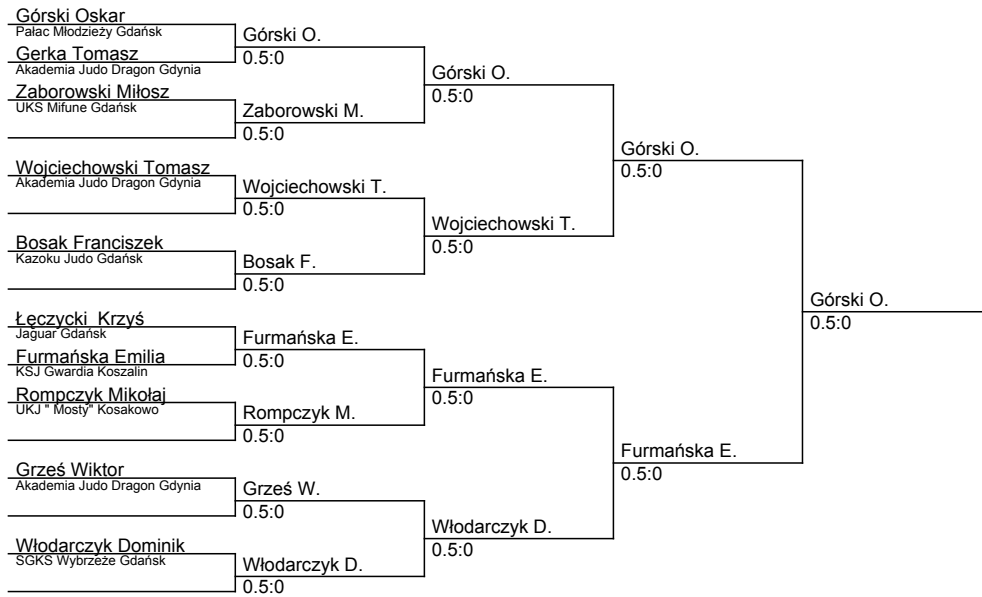 Górski Oskar
Pałac Młodzieży Gdańsk
Gerka Tomasz
Akademia Judo Dragon Gdynia
Zaborowski Miłosz
UKS Mifune Gdańsk
Wojciechowski Tomasz
Akademia Judo Dragon Gdynia
Bosak Franciszek
Kazoku Judo Gdańsk
Łęczycki  Krzyś
Jaguar Gdańsk
Furmańska Emilia
KSJ Gwardia Koszalin
Rompczyk Mikołaj
UKJ " Mosty" Kosakowo
Grześ Wiktor
Akademia Judo Dragon Gdynia
Włodarczyk Dominik
SGKS Wybrzeże Gdańsk
Górski O.
0.5:0
Zaborowski M.
0.5:0
Wojciechowski T.
0.5:0
Bosak F.
0.5:0
Furmańska E.
0.5:0
Rompczyk M.
0.5:0
Grześ W.
0.5:0
Włodarczyk D.
0.5:0
Górski O.
0.5:0
Wojciechowski T.
0.5:0
Furmańska E.
0.5:0
Włodarczyk D.
0.5:0
Górski O.
0.5:0
Furmańska E.
0.5:0
Górski O.
0.5:0